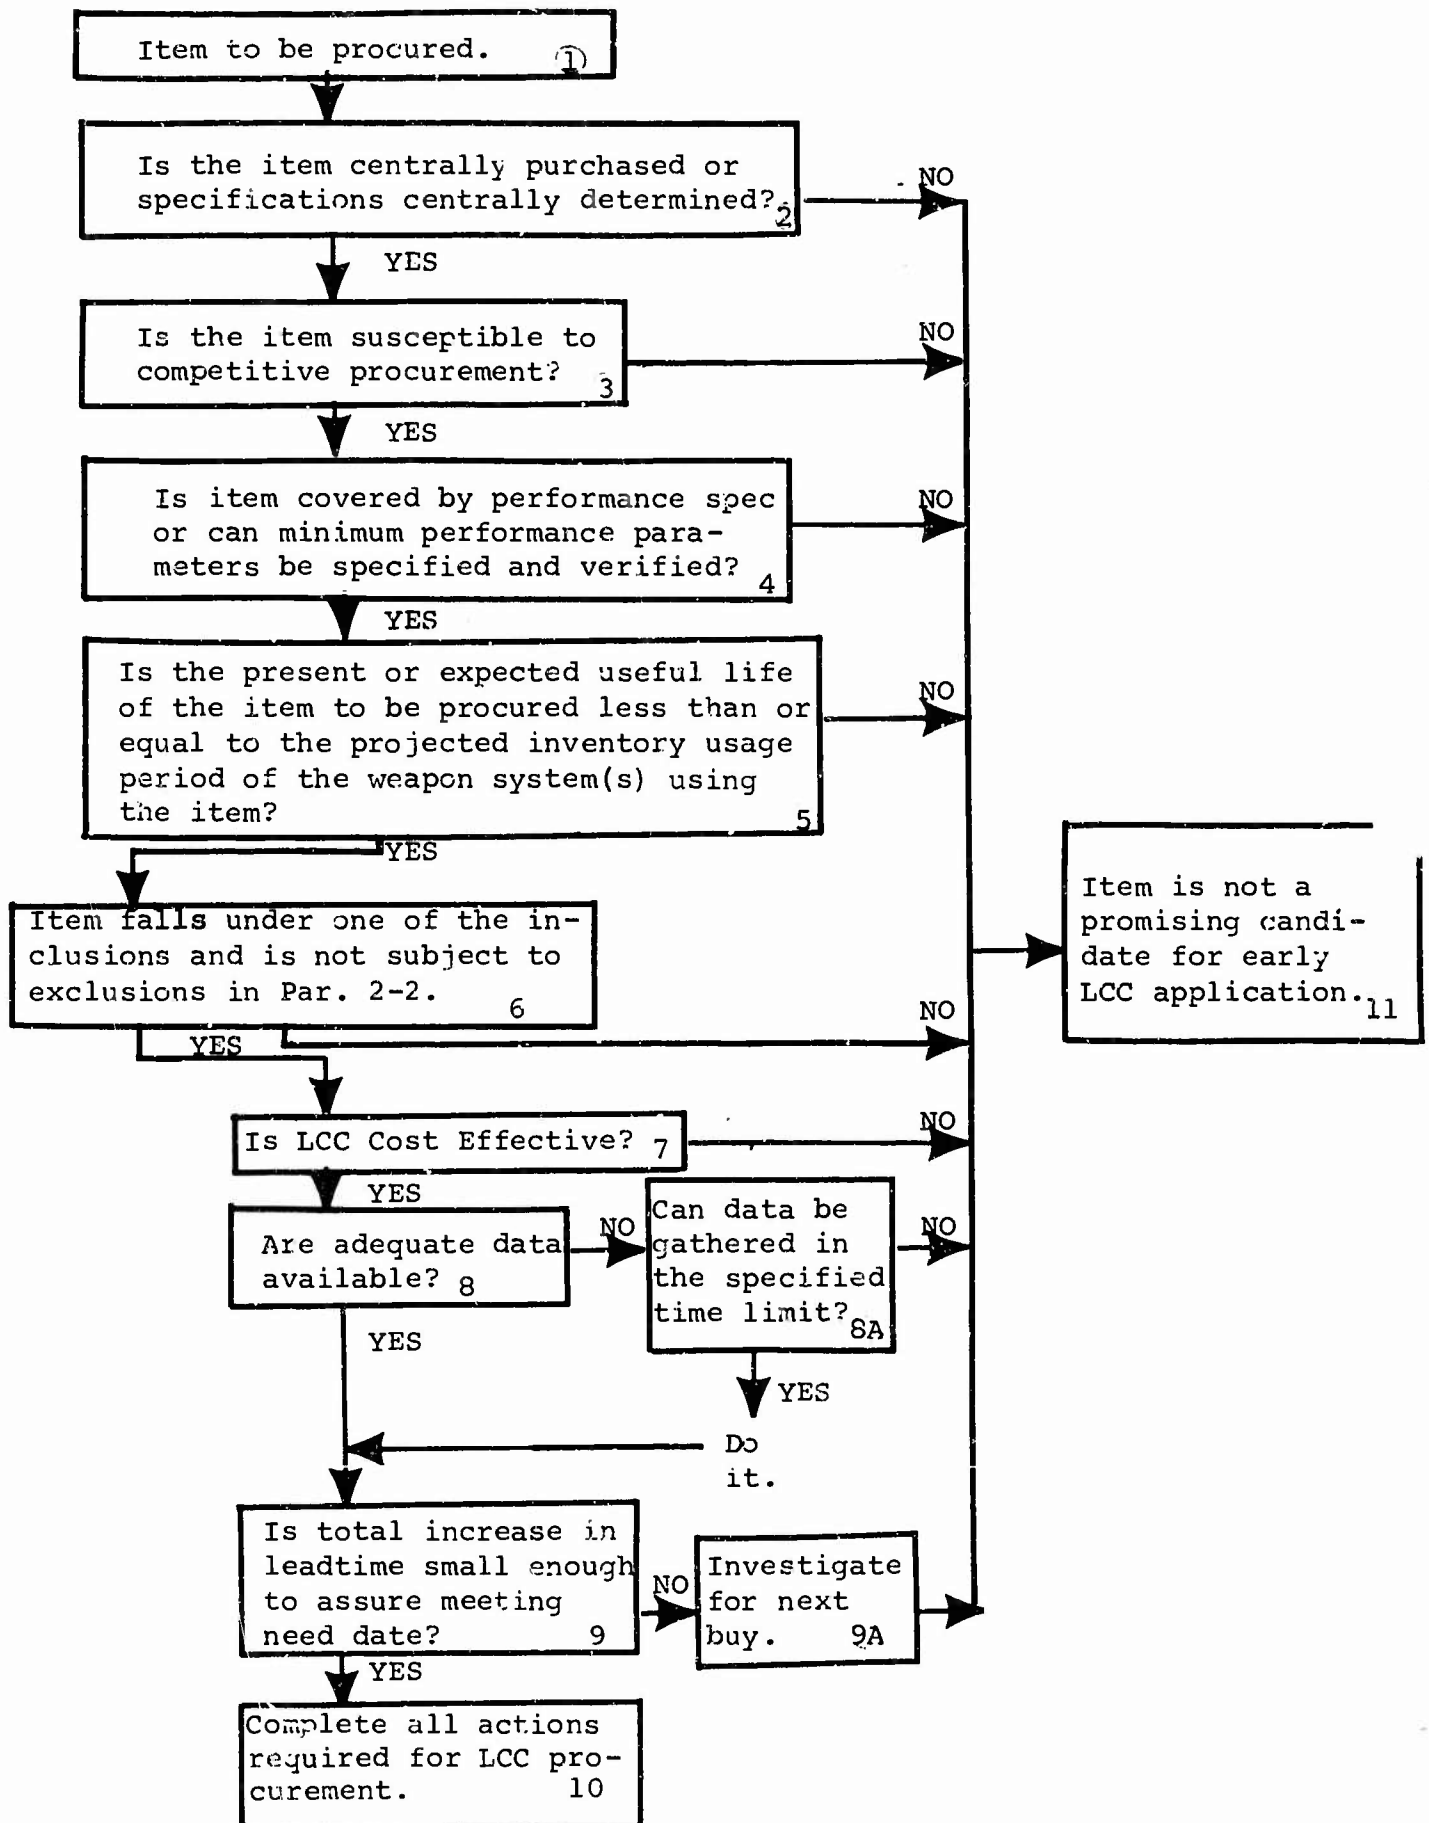 Item to be procured. 1
Is the item centrally purchased or
specifications centrally determined? 2
NO
YES
Is the item susceptible to
competitive procurement? 3
NO
YES
Is item covered by performance spec
or can minimum performance para-
meters be specified and verified? 4
NO
YES
Is the present or expected useful life
of the item to be procured less than or
equal to the projected inventory usage
period of the weapon system(s) using
the item? 5
NO
YES
Item falls under one of the in-
clusions and is not subject to
exclusions in Par. 2-2. 6
NO
YES
Item is not a
promising candi-
date for early
LCC application. 11
Is LCC Cost Effective? 7
NO
YES
Are adequate data
available? 8
NO
YES
Can data be
gathered in
the specified
time limit? 8A
NO
YES
Do
it.
Is total increase in
leadtime small enough
to assure meeting
need date? 9
NO
YES
Investigate
for next
buy. 9A
Complete all actions
required for LCC pro-
curement. 10